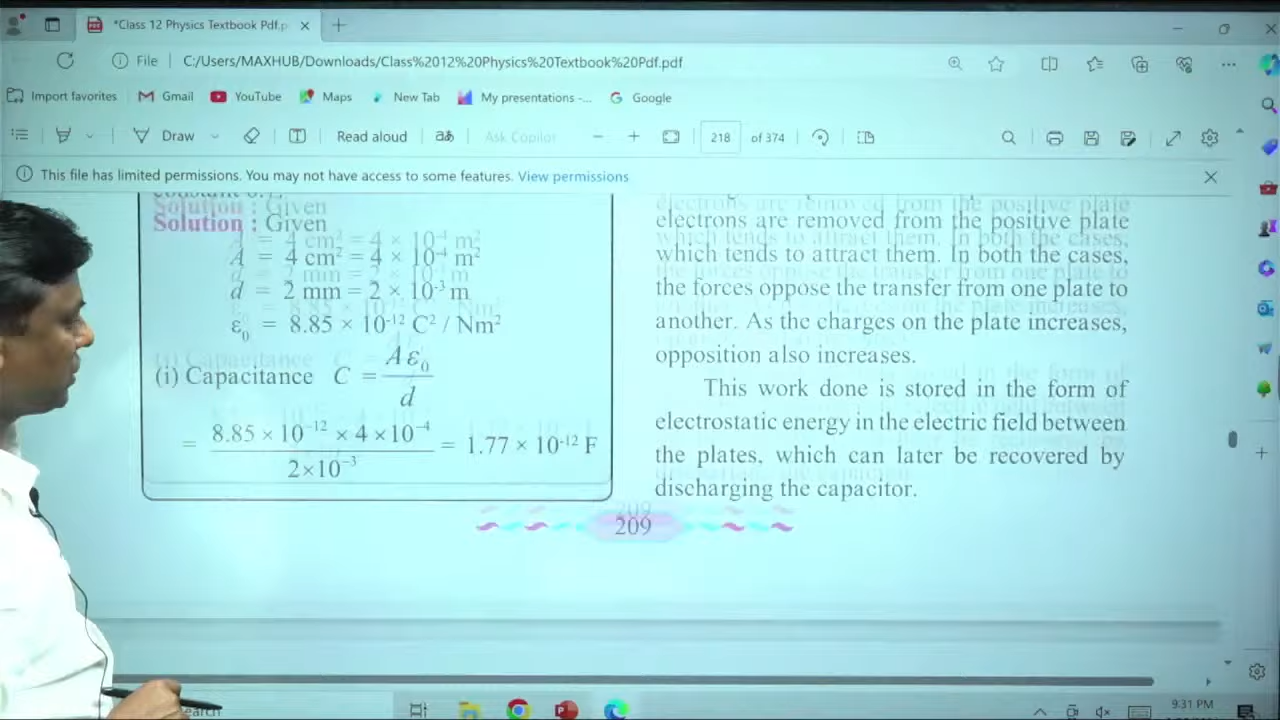 *Class 12 Physics Textbook Pdf.p
File
C:/Users/MAXHUB/Downloads/Class%2012%20Physics%20Textbook%20Pdf.pdf
Import favorites
Gmail
YouTube
Maps
New Tab
My presentations -...
Google
Draw
Read aloud
Ask Copilot
218
of 374
This file has limited permissions. You may not have access to some features. View permissions
Solution : Given
A = 4 cm² = 4 × 10⁻⁴ m²
d = 2 mm = 2 × 10⁻³ m
ε₀ = 8.85 × 10⁻¹² C² / Nm²
(i) Capacitance C = Aε₀ / d
= 8.85 × 10⁻¹² × 4 × 10⁻⁴ / 2×10⁻³ = 1.77 × 10⁻¹² F
electrons are removed from the positive plate
which tends to attract them. In both the cases,
the forces oppose the transfer from one plate to
another. As the charges on the plate increases,
opposition also increases.
This work done is stored in the form of
electrostatic energy in the electric field between
the plates, which can later be recovered by
discharging the capacitor.
209
9:31 PM